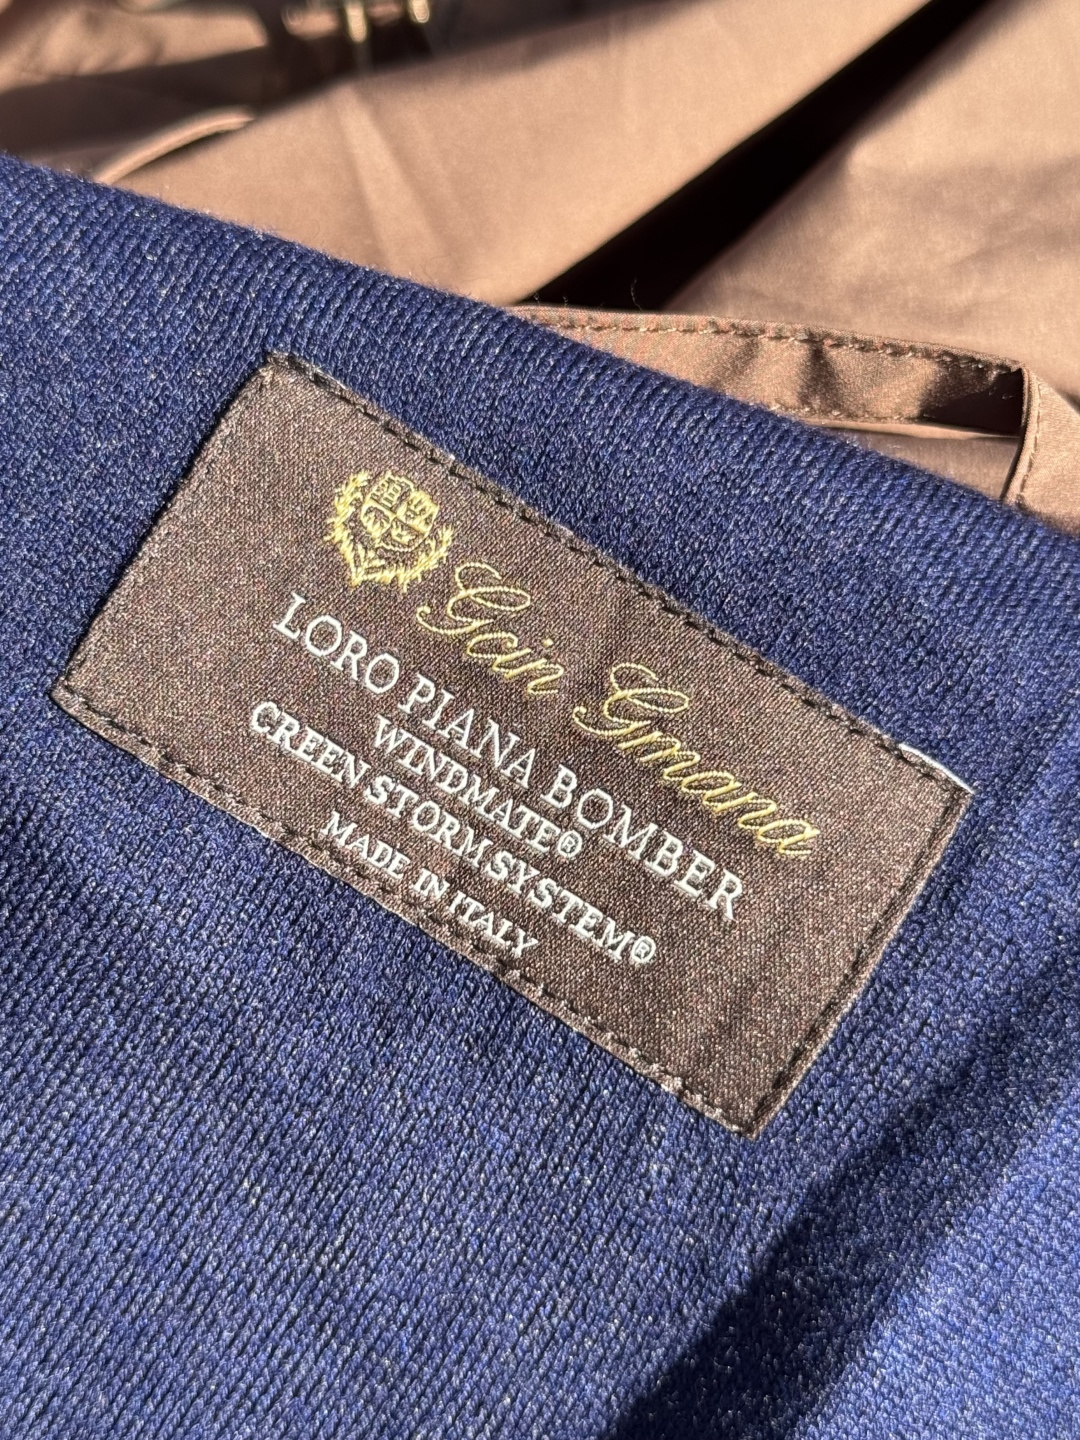 Gcin Gmana
LORO PIANA BOMBER
WINDMATE®
CREEN STORM SYSTEM®
MADE IN ITALY